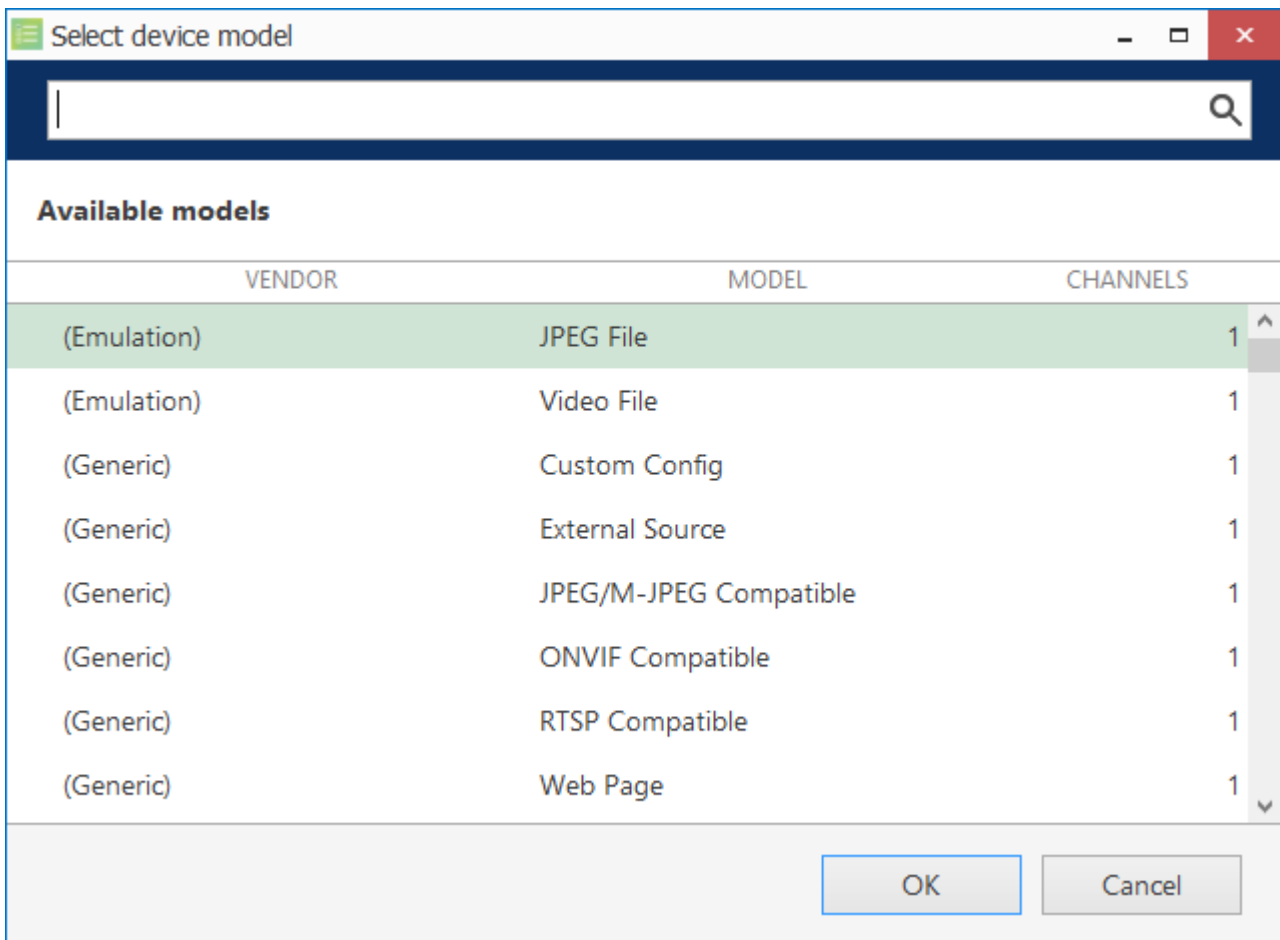 Select device model
Available models
VENDOR MODEL CHANNELS
(Emulation) JPEG File 1
(Emulation) Video File 1
(Generic) Custom Config 1
(Generic) External Source 1
(Generic) JPEG/M-JPEG Compatible 1
(Generic) ONVIF Compatible 1
(Generic) RTSP Compatible 1
(Generic) Web Page 1
OK Cancel